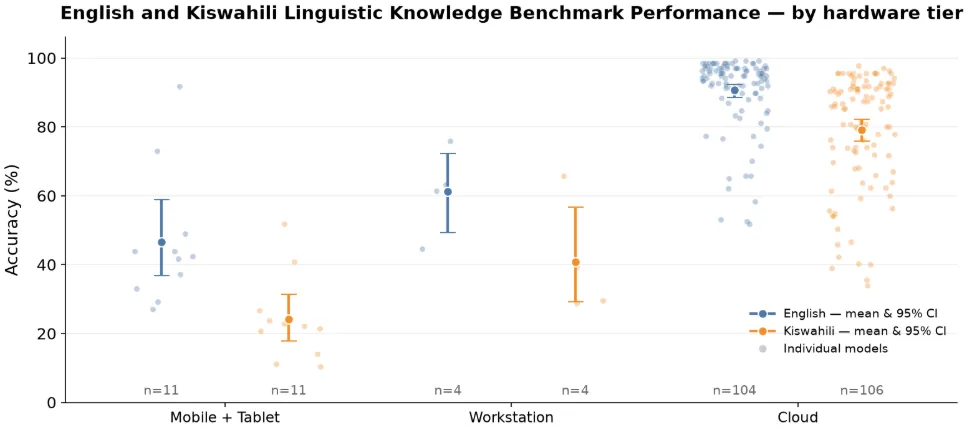 English and Kiswahili Linguistic Knowledge Benchmark Performance — by hardware tier
Accuracy (%)
100
80
60
40
20
0
English — mean & 95% CI
Kiswahili — mean & 95% CI
Individual models
n=11 n=11 n=4 n=4 n=104 n=106
Mobile + Tablet Workstation Cloud